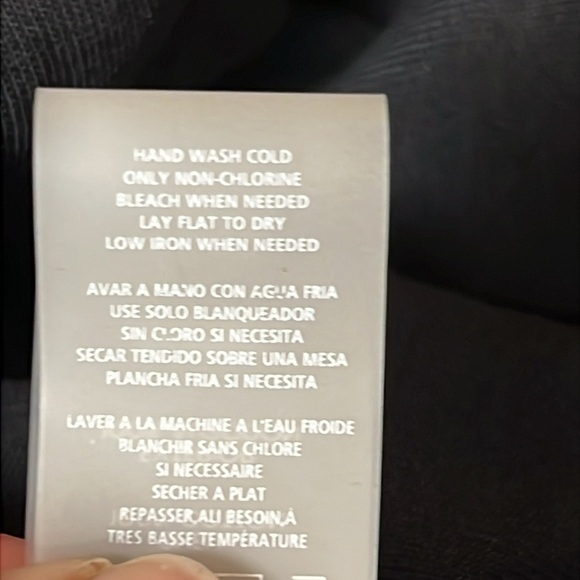 HAND WASH COLD
ONLY NON-CHLORINE
BLEACH WHEN NEEDED
LAY FLAT TO DRY
LOW IRON WHEN NEEDED
AVAR A MANO CON AGUA FRIA
USE SOLO BLANQUEADOR
SIN CLORO SI NECESITA
SECAR TENDIDO SOBRE UNA MESA
PLANCHA FRIA SI NECESITA
LAVER A LA MACHINE A L'EAU FROIDE
BLANCHIR SANS CHLORE
SI NECESSAIRE
SECHER A PLAT
REPASSER,ALI BESOIN,À
TRES BASSE TEMPÉRATURE